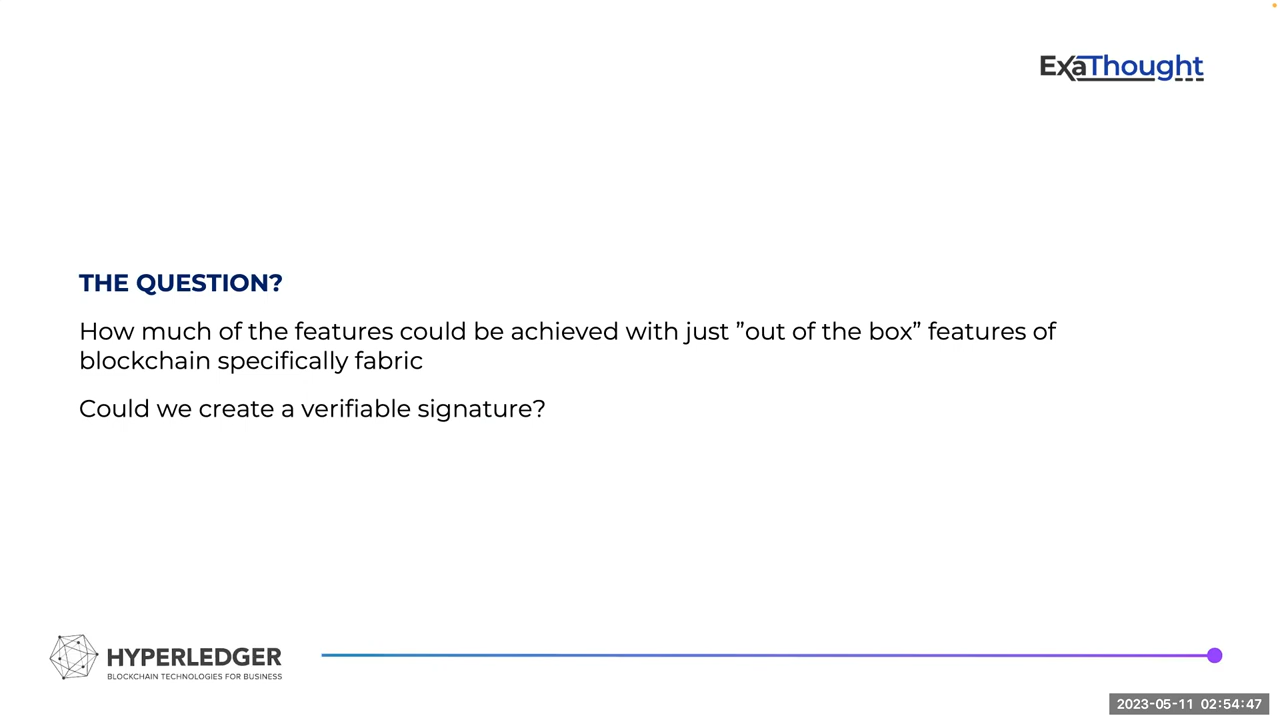 ExaThought
THE QUESTION?
How much of the features could be achieved with just ”out of the box” features of
blockchain specifically fabric
Could we create a verifiable signature?
HYPERLEDGER
BLOCKCHAIN TECHNOLOGIES FOR BUSINESS
2023-05-11 02:54:47